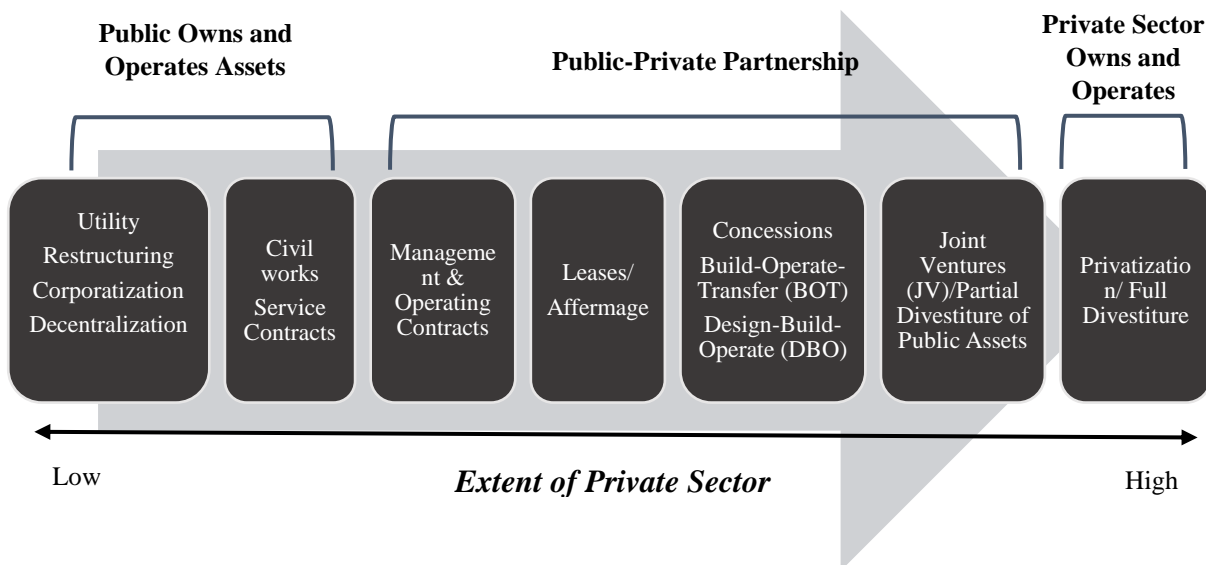 Public Owns and
Operates Assets
Public-Private Partnership
Private Sector
Owns and
Operates
Utility
Restructuring
Corporatization
Decentralization
Civil
works
Service
Contracts
Manageme
nt &
Operating
Contracts
Leases/
Affermage
Concessions
Build-Operate-
Transfer (BOT)
Design-Build-
Operate (DBO)
Joint
Ventures
(JV)/Partial
Divestiture of
Public Assets
Privatizatio
n/ Full
Divestiture
Low
Extent of Private Sector
High